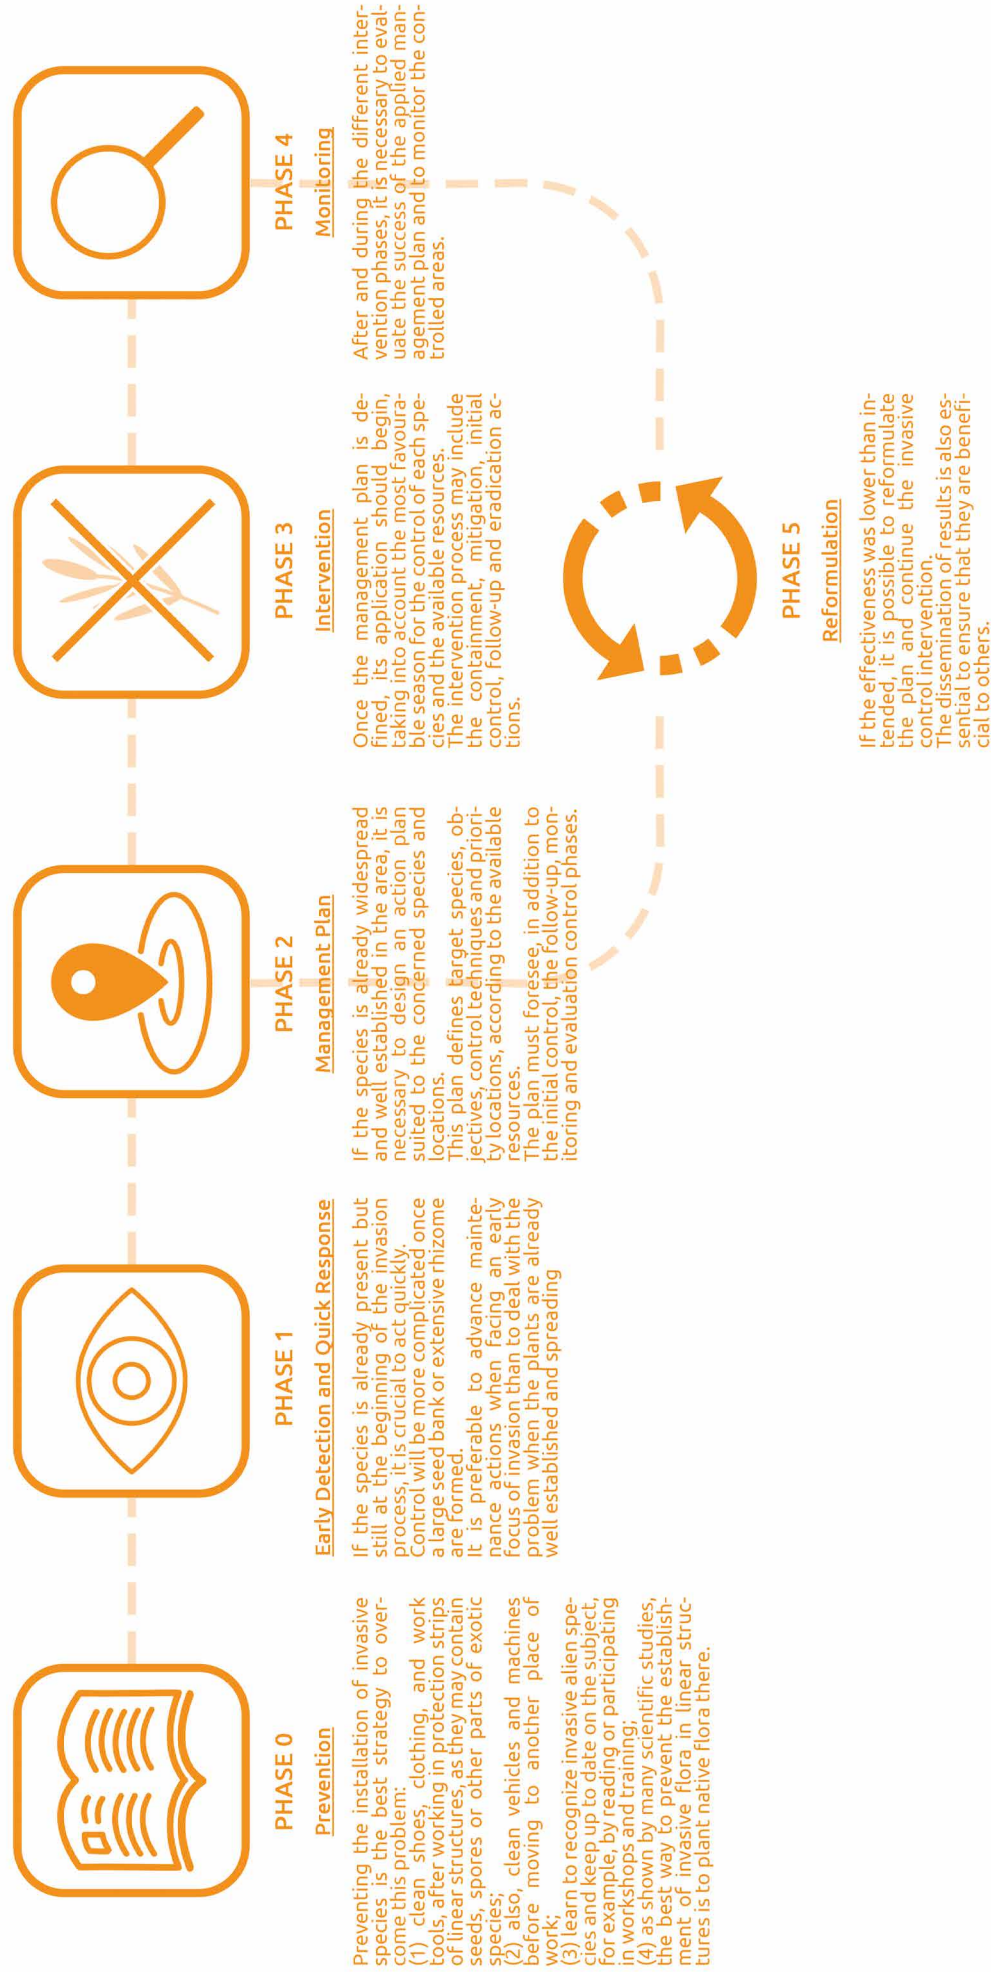 PHASE 0
Prevention
Preventing the installation of invasive
species is the best strategy to over-
come this problem:
(1) clean shoes, clothing, and work
tools, after working in protection strips
of linear structures, as they may contain
seeds, spores or other parts of exotic
species;
(2) also, clean vehicles and machines
before moving to another place of
work;
(3) learn to recognize invasive alien spe-
cies and keep up to date on the subject,
for example, by reading or participating
in workshops and training;
(4) as shown by many scientific studies,
the best way to prevent the establish-
ment of invasive flora in linear struc-
tures is to plant native flora there.
PHASE 1
Early Detection and Quick Response
If the species is already present but
still at the beginning of the invasion
process, it is crucial to act quickly.
Control will be more complicated once
a large seed bank or extensive rhizome
are formed.
It is preferable to advance mainte-
nance actions when facing an early
focus of invasion than to deal with the
problem when the plants are already
well established and spreading
PHASE 2
Management Plan
If the species is already widespread
and well established in the area, it is
necessary to design an action plan
suited to the concerned species and
locations.
This plan defines target species, ob-
jectives, control techniques and priori-
ty locations, according to the available
resources.
The plan must foresee, in addition to
the initial control, the follow-up, mon-
itoring and evaluation control phases.
PHASE 3
Intervention
Once the management plan is de-
fined, its application should begin,
taking into account the most favoura-
ble season for the control of each spe-
cies and the available resources.
The intervention process may include
the containment, mitigation, initial
control, follow-up and eradication ac-
tions.
PHASE 4
Monitoring
After and during the different inter-
vention phases, it is necessary to eval-
uate the success of the applied man-
agement plan and to monitor the con-
trolled areas.
PHASE 5
Reformulation
If the effectiveness was lower than in-
tended, it is possible to reformulate
the plan and continue the invasive
control intervention.
The dissemination of results is also es-
sential to ensure that they are benefi-
cial to others.